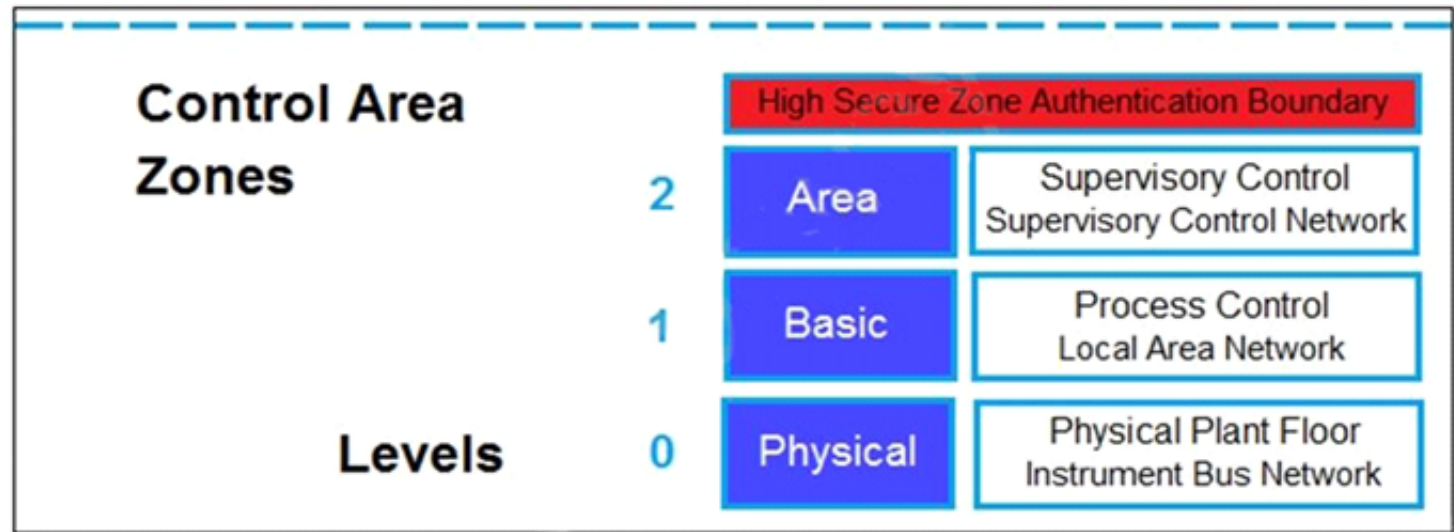 Control Area
Zones
High Secure Zone Authentication Boundary
2
Area
Supervisory Control
Supervisory Control Network
1
Basic
Process Control
Local Area Network
Levels
0
Physical
Physical Plant Floor
Instrument Bus Network